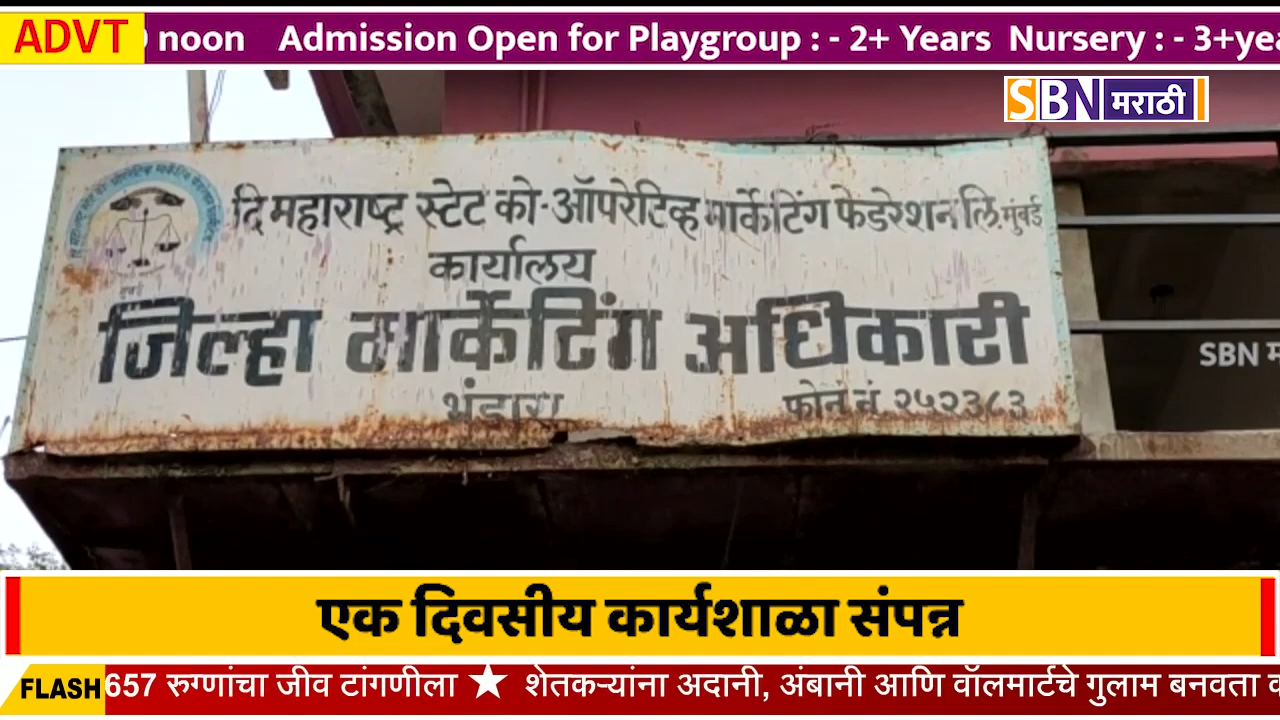 ADVT noon Admission Open for Playgroup : - 2+ Years Nursery : - 3+ye
SBN मराठी
दि महाराष्ट्र स्टेट को-ऑपरेटिव्ह मार्केटिंग फेडरेशन लि. मुंबई
कार्यालय
जिल्हा मार्केटिंग अधिकारी
भंडारा फोन नं. २५२३८३
SBN म
एक दिवसीय कार्यशाळा संपन्न
FLASH 657 रुग्णांचा जीव टांगणीला ★ शेतकऱ्यांना अदानी, अंबानी आणि वॉलमार्टचे गुलाम बनवता